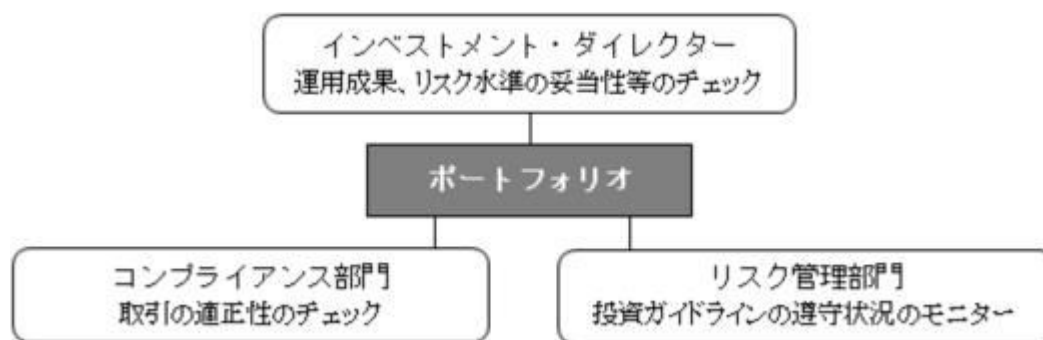 インベストメント・ダイレクター
運用成果、リスク水準の妥当性等のチェック
ポートフォリオ
コンプライアンス部門
取引の適正性のチェック
リスク管理部門
投資ガイドラインの遵守状況のモニター